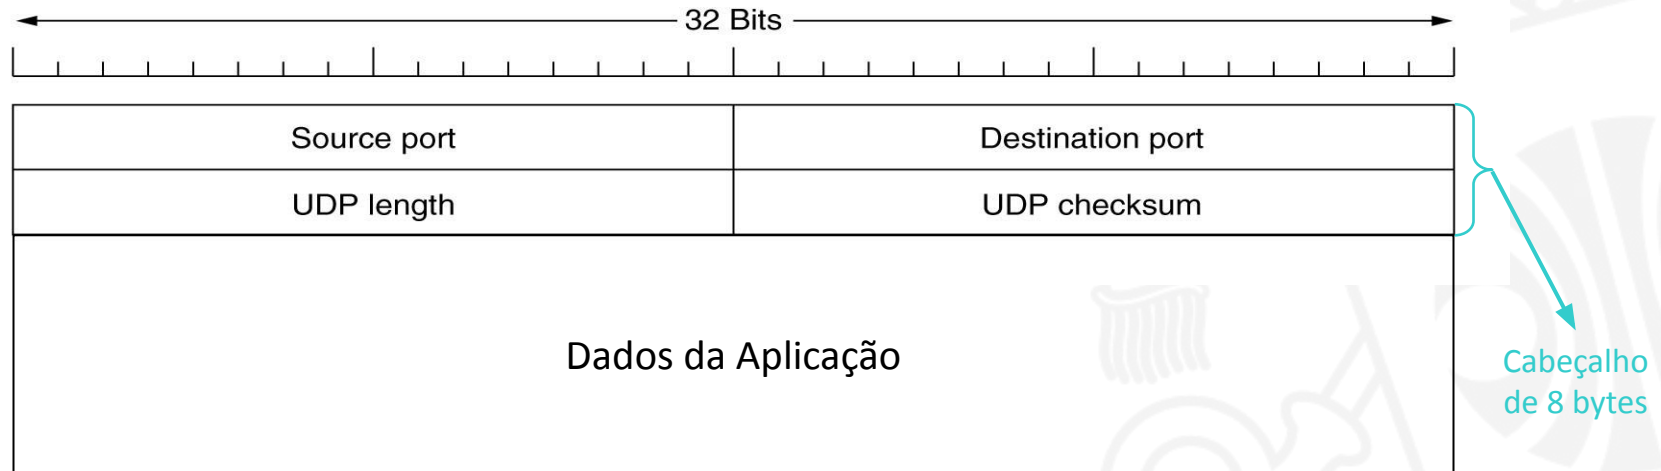 32 Bits
Source port
Destination port
UDP length
UDP checksum
Dados da Aplicação
Cabeçalho
de 8 bytes